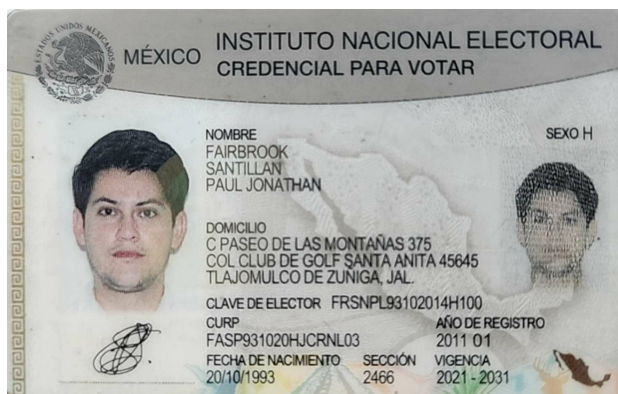 ESTADOS UNIDOS MEXICANOS
MÉXICO
INSTITUTO NACIONAL ELECTORAL
CREDENCIAL PARA VOTAR
NOMBRE
SEXO H
FAIRBROOK
SANTILLAN
PAUL JONATHAN
DOMICILIO
C PASEO DE LAS MONTAÑAS 375
COL CLUB DE GOLF SANTA ANITA 45645
TLAJOMULCO DE ZUÑIGA, JAL.
CLAVE DE ELECTOR FRSNPL93102014H100
CURP AÑO DE REGISTRO
FASP931020HJCRNL03 2011 01
FECHA DE NACIMIENTO SECCIÓN VIGENCIA
20/10/1993 2466 2021 - 2031